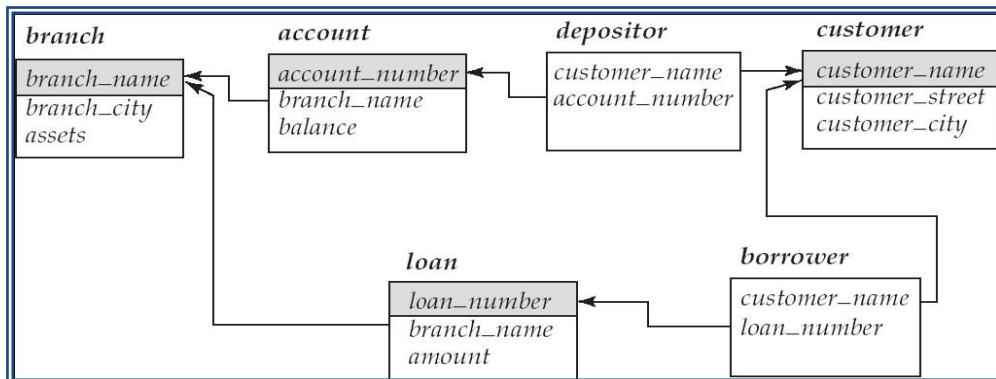 branch
branch_name
branch_city
assets
account
account_number
branch_name
balance
depositor
customer_name
account_number
customer
customer_name
customer_street
customer_city
loan
loan_number
branch_name
amount
borrower
customer_name
loan_number